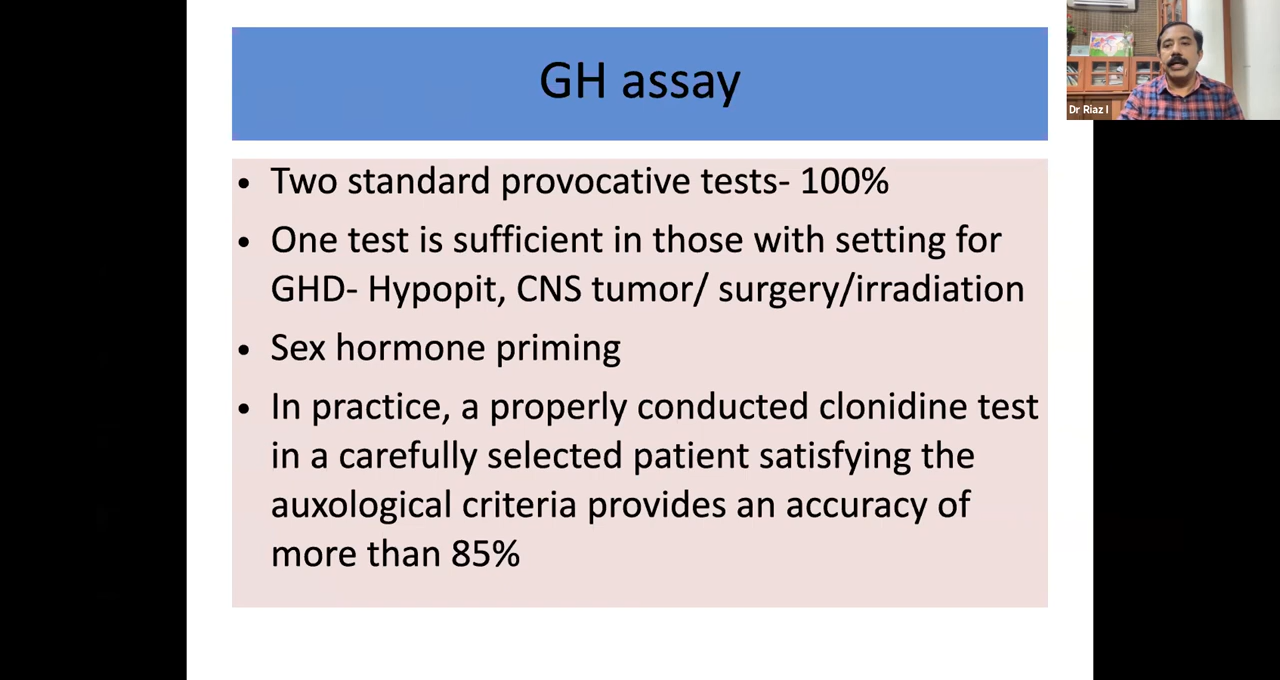 GH assay
Dr Riaz I
• Two standard provocative tests- 100%
• One test is sufficient in those with setting for
GHD- Hypopit, CNS tumor/ surgery/irradiation
• Sex hormone priming
• In practice, a properly conducted clonidine test
in a carefully selected patient satisfying the
auxological criteria provides an accuracy of
more than 85%